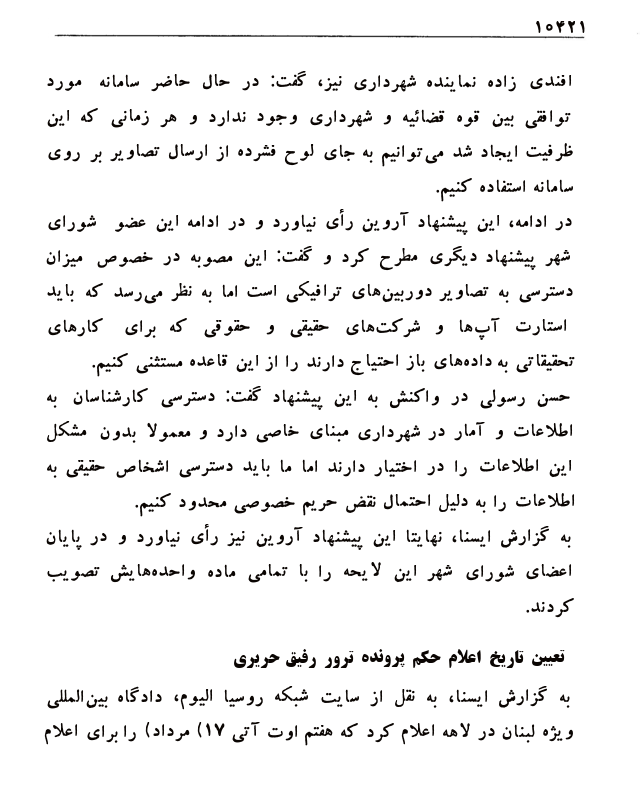 ۱۰۴۲۱
افندی زاده نماینده شهرداری نیز، گفت: در حال حاضر سامانه مورد
توافقی بین قوه قضائیه و شهرداری وجود ندارد و هر زمانی که این
ظرفیت ایجاد شد می‌توانیم به جای لوح فشرده از ارسال تصاویر بر روی
سامانه استفاده کنیم.
در ادامه، این پیشنهاد آروین رأی نیاورد و در ادامه این عضو شورای
شهر پیشنهاد دیگری مطرح کرد و گفت: این مصوبه در خصوص میزان
دسترسی به تصاویر دوربین‌های ترافیکی است اما به نظر می‌رسد که باید
استارت آپ‌ها و شرکت‌های حقیقی و حقوقی که برای کارهای
تحقیقاتی به داده‌های باز احتیاج دارند را از این قاعده مستثنی کنیم.
حسن رسولی در واکنش به این پیشنهاد گفت: دسترسی کارشناسان به
اطلاعات و آمار در شهرداری مبنای خاصی دارد و معمولا بدون مشکل
این اطلاعات را در اختیار دارند اما ما باید دسترسی اشخاص حقیقی به
اطلاعات را به دلیل احتمال نقض حریم خصوصی محدود کنیم.
به گزارش ایسنا، نهایتا این پیشنهاد آروین نیز رأی نیاورد و در پایان
اعضای شورای شهر این لایحه را با تمامی ماده واحده‌هایش تصویب
کردند.
تعیین تاریخ اعلام حکم پرونده ترور رفیق حریری
به گزارش ایسنا، به نقل از سایت شبکه روسیا الیوم، دادگاه بین‌المللی
ویژه لبنان در لاهه اعلام کرد که هفتم اوت آتی ۱۷) مرداد) را برای اعلام